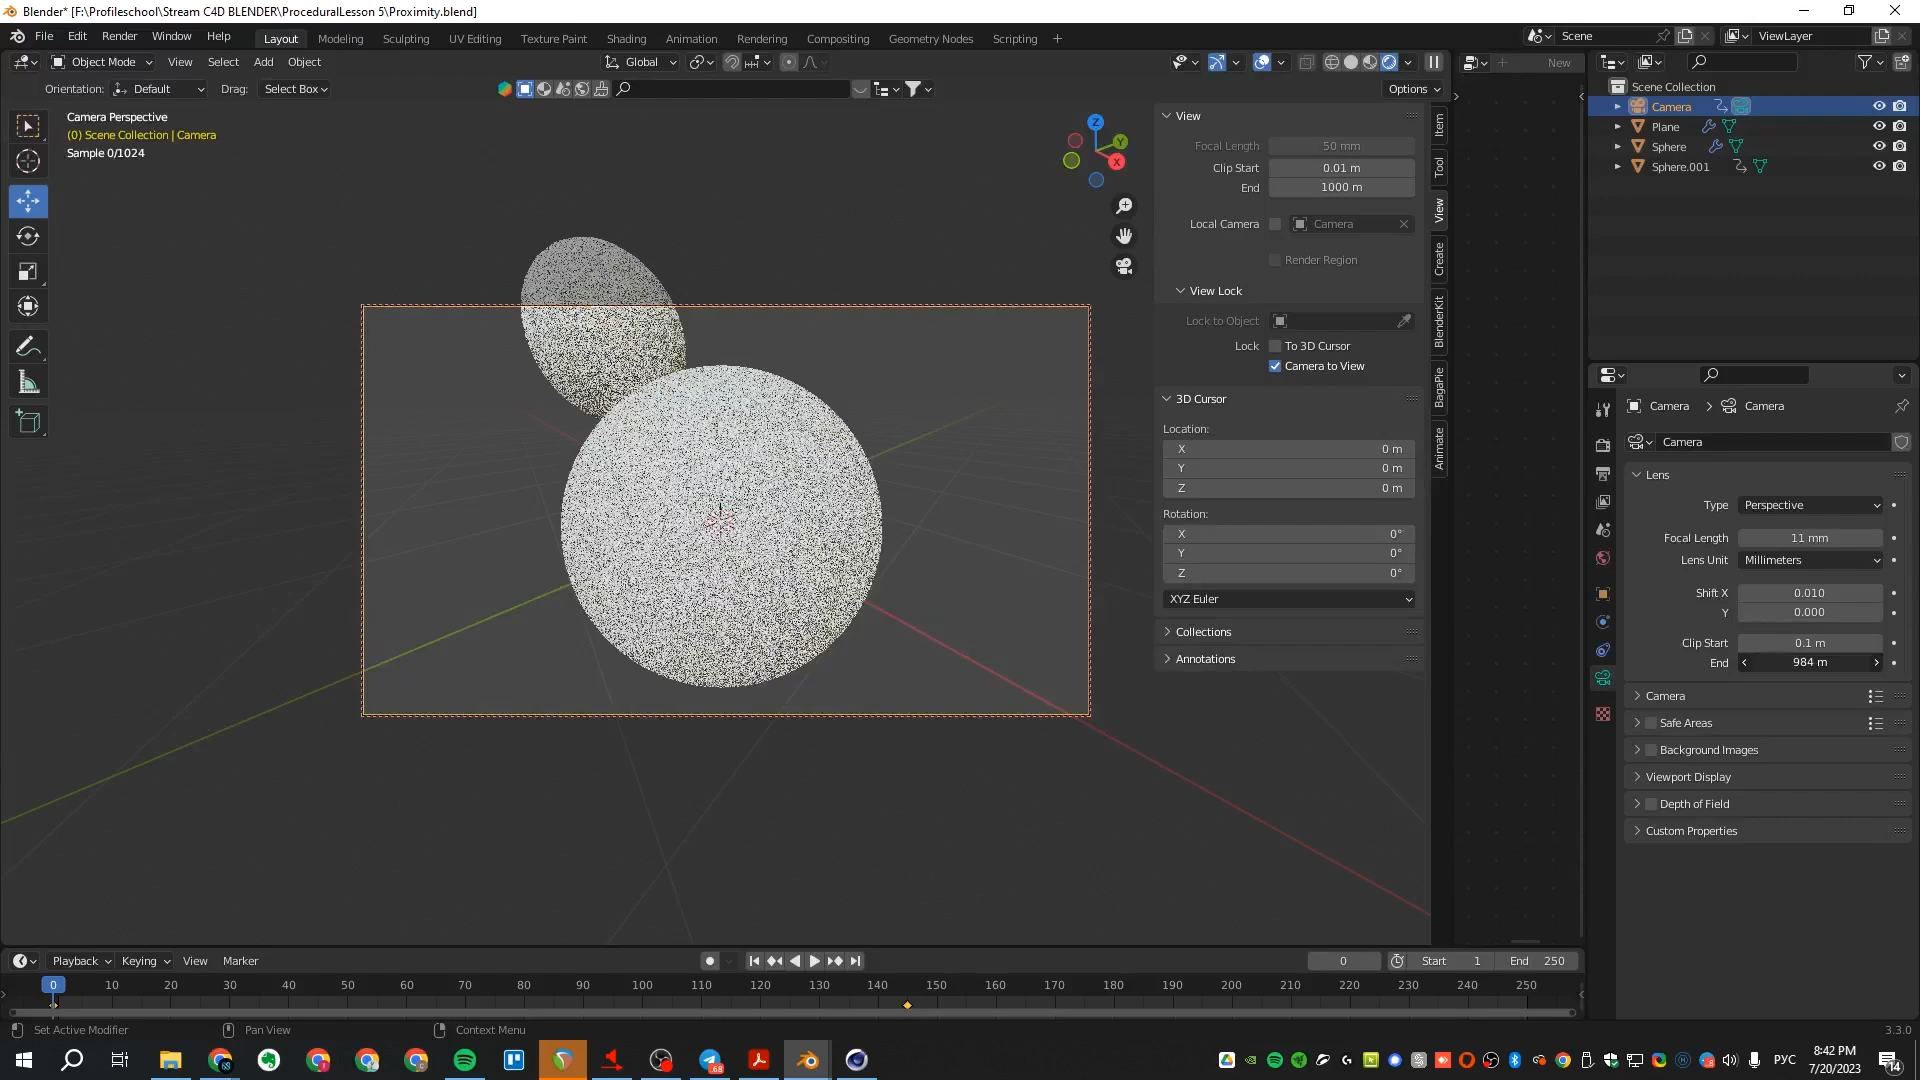 Blender* [F:\Profileschool\Stream C4D BLENDER\ProceduralLesson 5\Proximity.blend]
File Edit Render Window Help Layout Modeling Sculpting UV Editing Texture Paint Shading Animation Rendering Compositing Geometry Nodes Scripting + Scene ViewLayer
Object Mode View Select Add Object Global New
Orientation: Default Drag: Select Box Options
Camera Perspective
(0) Scene Collection | Camera
Sample 0/1024
Z
Y
X
View
Focal Length 50 mm
Clip Start 0.01 m
End 1000 m
Local Camera Camera
Render Region
View Lock
Lock to Object
Lock To 3D Cursor
Camera to View
3D Cursor
Location:
X 0 m
Y 0 m
Z 0 m
Rotation:
X 0°
Y 0°
Z 0°
XYZ Euler
Collections
Annotations
Item
Tool
View
Create
BlenderKit
BagaPie
Animate
Scene Collection
Camera
Plane
Sphere
Sphere.001
Camera Camera
Camera
Lens
Type Perspective
Focal Length 11 mm
Lens Unit Millimeters
Shift X 0.010
Y 0.000
Clip Start 0.1 m
End 984 m
Camera
Safe Areas
Background Images
Viewport Display
Depth of Field
Custom Properties
Playback Keying View Marker 0 Start 1 End 250
0 10 20 30 40 50 60 70 80 90 100 110 120 130 140 150 160 170 180 190 200 210 220 230 240 250
Set Active Modifier Pan View Context Menu 3.3.0
РУС
8:42 PM
7/20/2023
14